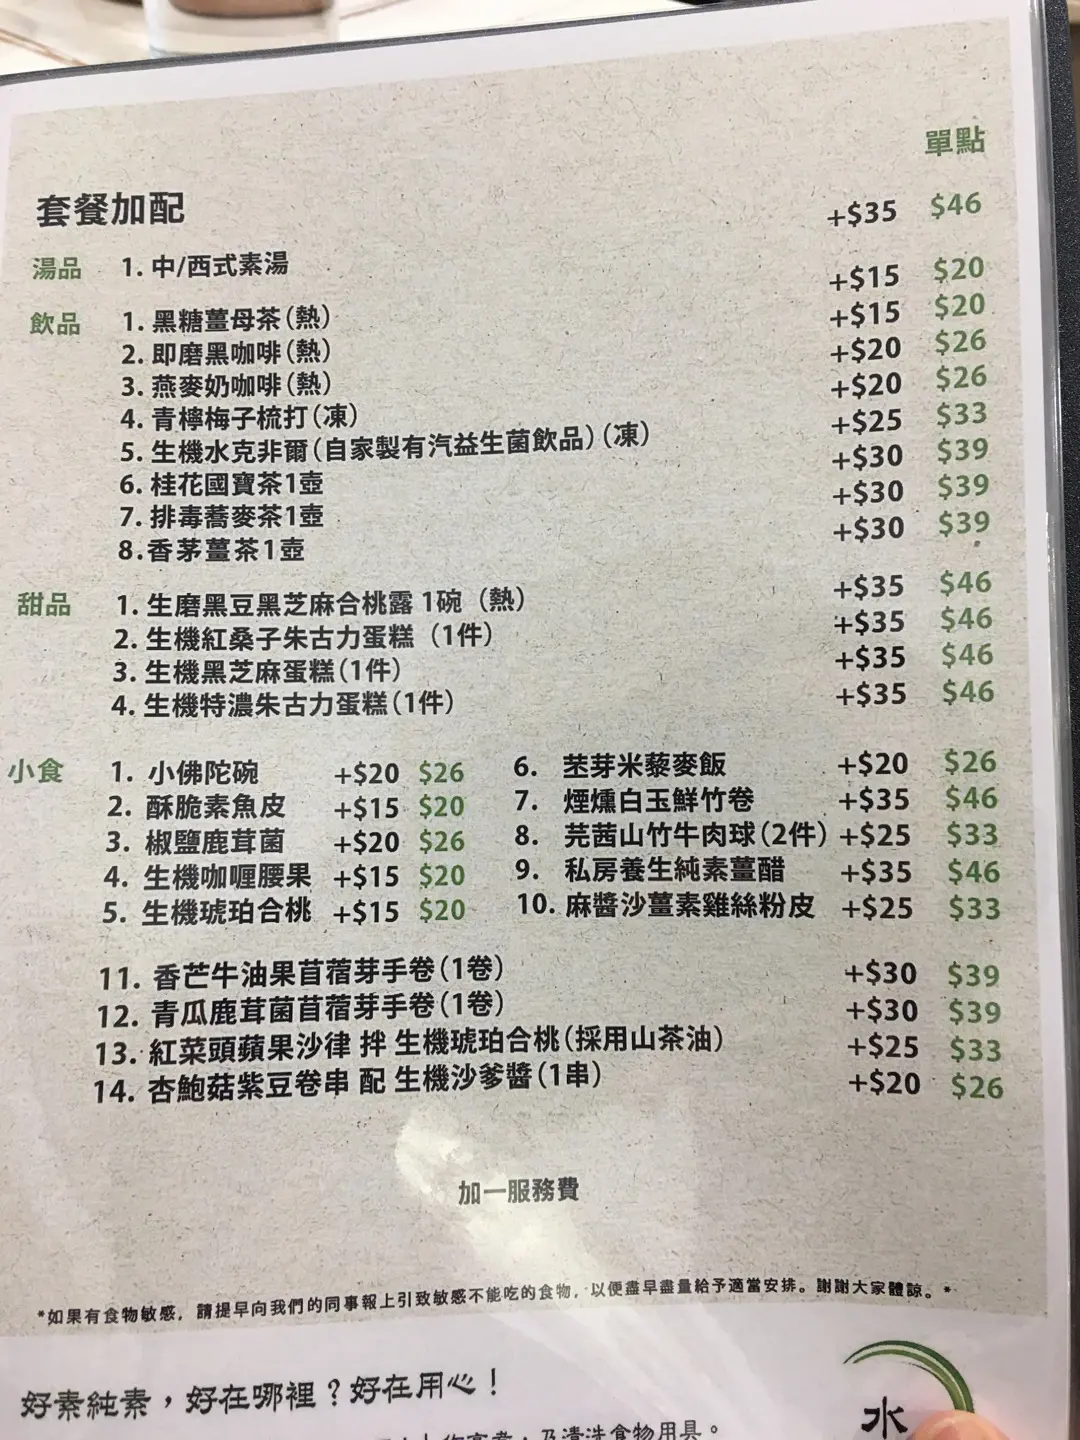 單點
套餐加配
湯品 1. 中/西式素湯 +$35 $46
飲品 1. 黑糖薑母茶(熱) +$15 $20
2. 即磨黑咖啡(熱) +$15 $20
3. 燕麥奶咖啡(熱) +$20 $26
4. 青檸梅子梳打(凍) +$20 $26
5. 生機水克非爾(自家製有汽益生菌飲品)(凍) +$25 $33
6. 桂花國寶茶1壺 +$30 $39
7. 排毒蕎麥茶1壺 +$30 $39
8. 香茅薑茶1壺 +$30 $39
甜品 1. 生磨黑豆黑芝麻合桃露 1碗 (熱) +$35 $46
2. 生機紅桑子朱古力蛋糕 (1件) +$35 $46
3. 生機黑芝麻蛋糕(1件) +$35 $46
4. 生機特濃朱古力蛋糕(1件) +$35 $46
小食 1. 小佛陀碗 +$20 $26 6. 苤芽米藜麥飯 +$20 $26
2. 酥脆素魚皮 +$15 $20 7. 煙燻白玉鮮竹卷 +$35 $46
3. 椒鹽鹿茸菌 +$20 $26 8. 芫茜山竹牛肉球(2件) +$25 $33
4. 生機咖喱腰果 +$15 $20 9. 私房養生純素薑醋 +$35 $46
5. 生機琥珀合桃 +$15 $20 10. 麻醬沙薑素雞絲粉皮 +$25 $33
11. 香芒牛油果苜蓿芽手卷(1卷) +$30 $39
12. 青瓜鹿茸菌苜蓿芽手卷(1卷) +$30 $39
13. 紅菜頭蘋果沙律 拌 生機琥珀合桃(採用山茶油) +$25 $33
14. 杏鮑菇紫豆卷串 配 生機沙爹醬(1串) +$20 $26
加一服務費
*如果有食物敏感, 請提早向我們的同事報上引致敏感不能吃的食物, 以便盡早盡量給予適當安排。謝謝大家體諒。*
好素純素，好在哪裡？好在用心！
水
及清洗食物用具。